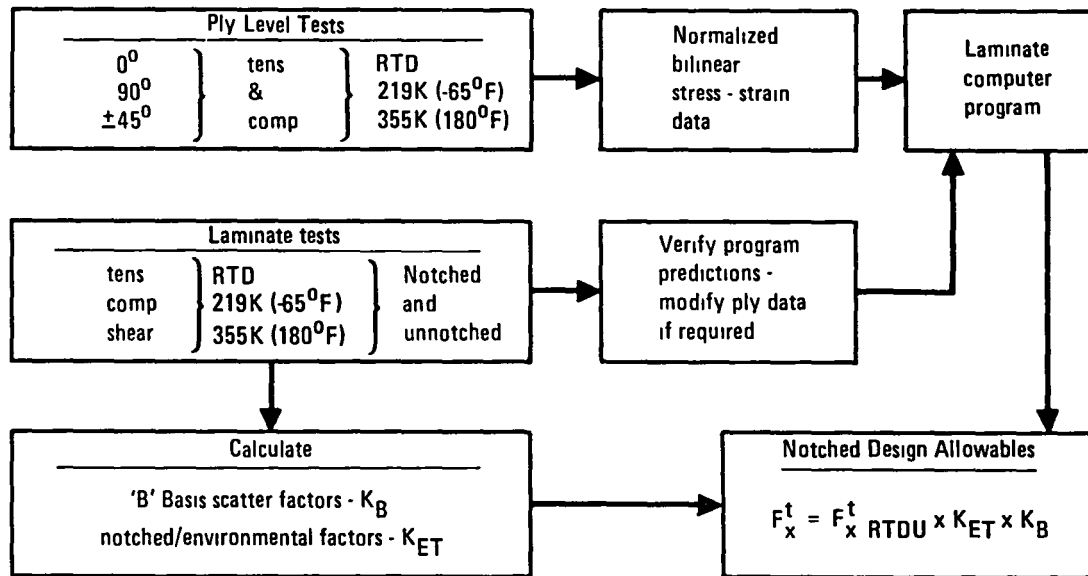 Ply Level Tests
0⁰ tens RTD
90⁰ & 219K (-65⁰F)
±45⁰ comp 355K (180⁰F)
Normalized
bilinear
stress - strain
data
Laminate
computer
program
Laminate tests
tens RTD Notched
comp 219K (-65⁰F) and
shear 355K (180⁰F) unnotched
Verify program
predictions -
modify ply data
if required
Calculate
'B' Basis scatter factors - K_B
notched/environmental factors - K_ET
Notched Design Allowables
F_x^t = F_x^t RTDU x K_ET x K_B